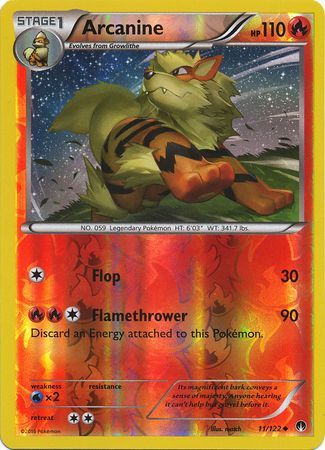 STAGE1
Arcanine
HP110
Evolves from Growlithe
NO. 059 Legendary Pokémon HT: 6'03" WT: 341.7 lbs.
Flop 30
Flamethrower 90
Discard an Energy attached to this Pokémon.
weakness resistance
×2
retreat
Its magnificent bark conveys a
sense of majesty. Anyone hearing
it can't help but grovel before it.
©2016 Pokémon
Illus. match 11/122